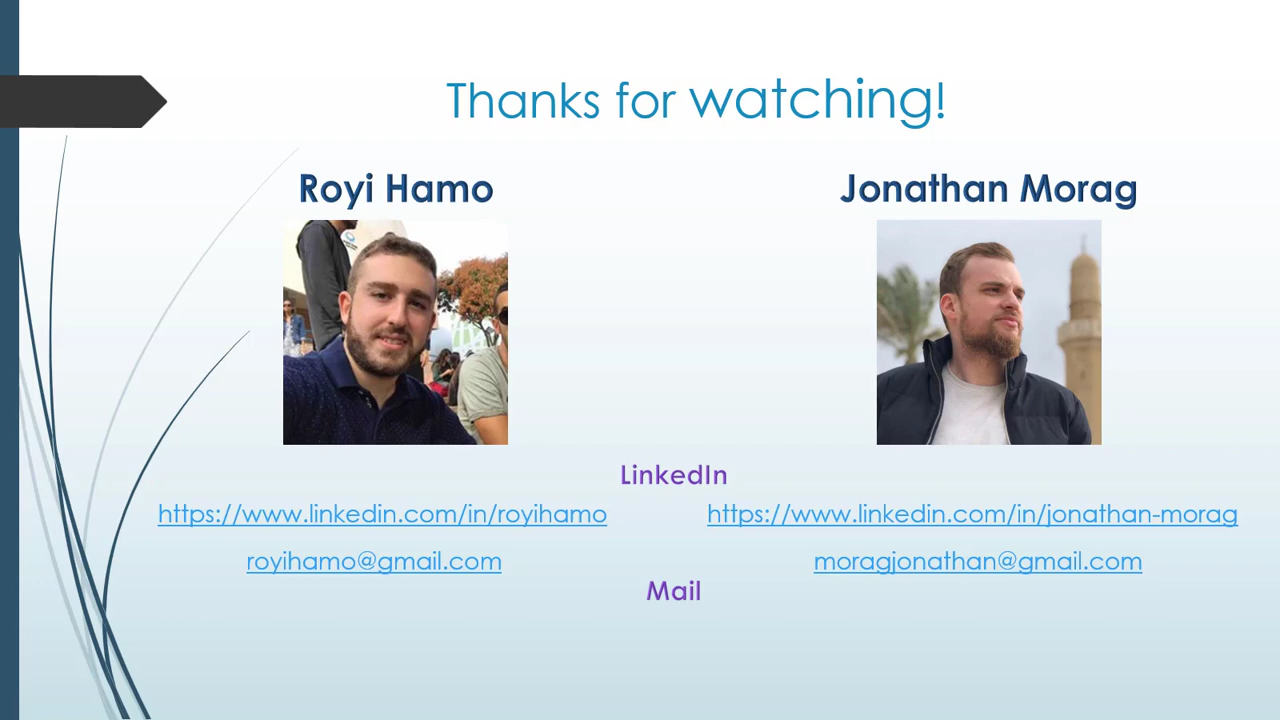 Thanks for watching!
Royi Hamo
Jonathan Morag
LinkedIn
https://www.linkedin.com/in/royihamo
https://www.linkedin.com/in/jonathan-morag
royihamo@gmail.com
moragjonathan@gmail.com
Mail